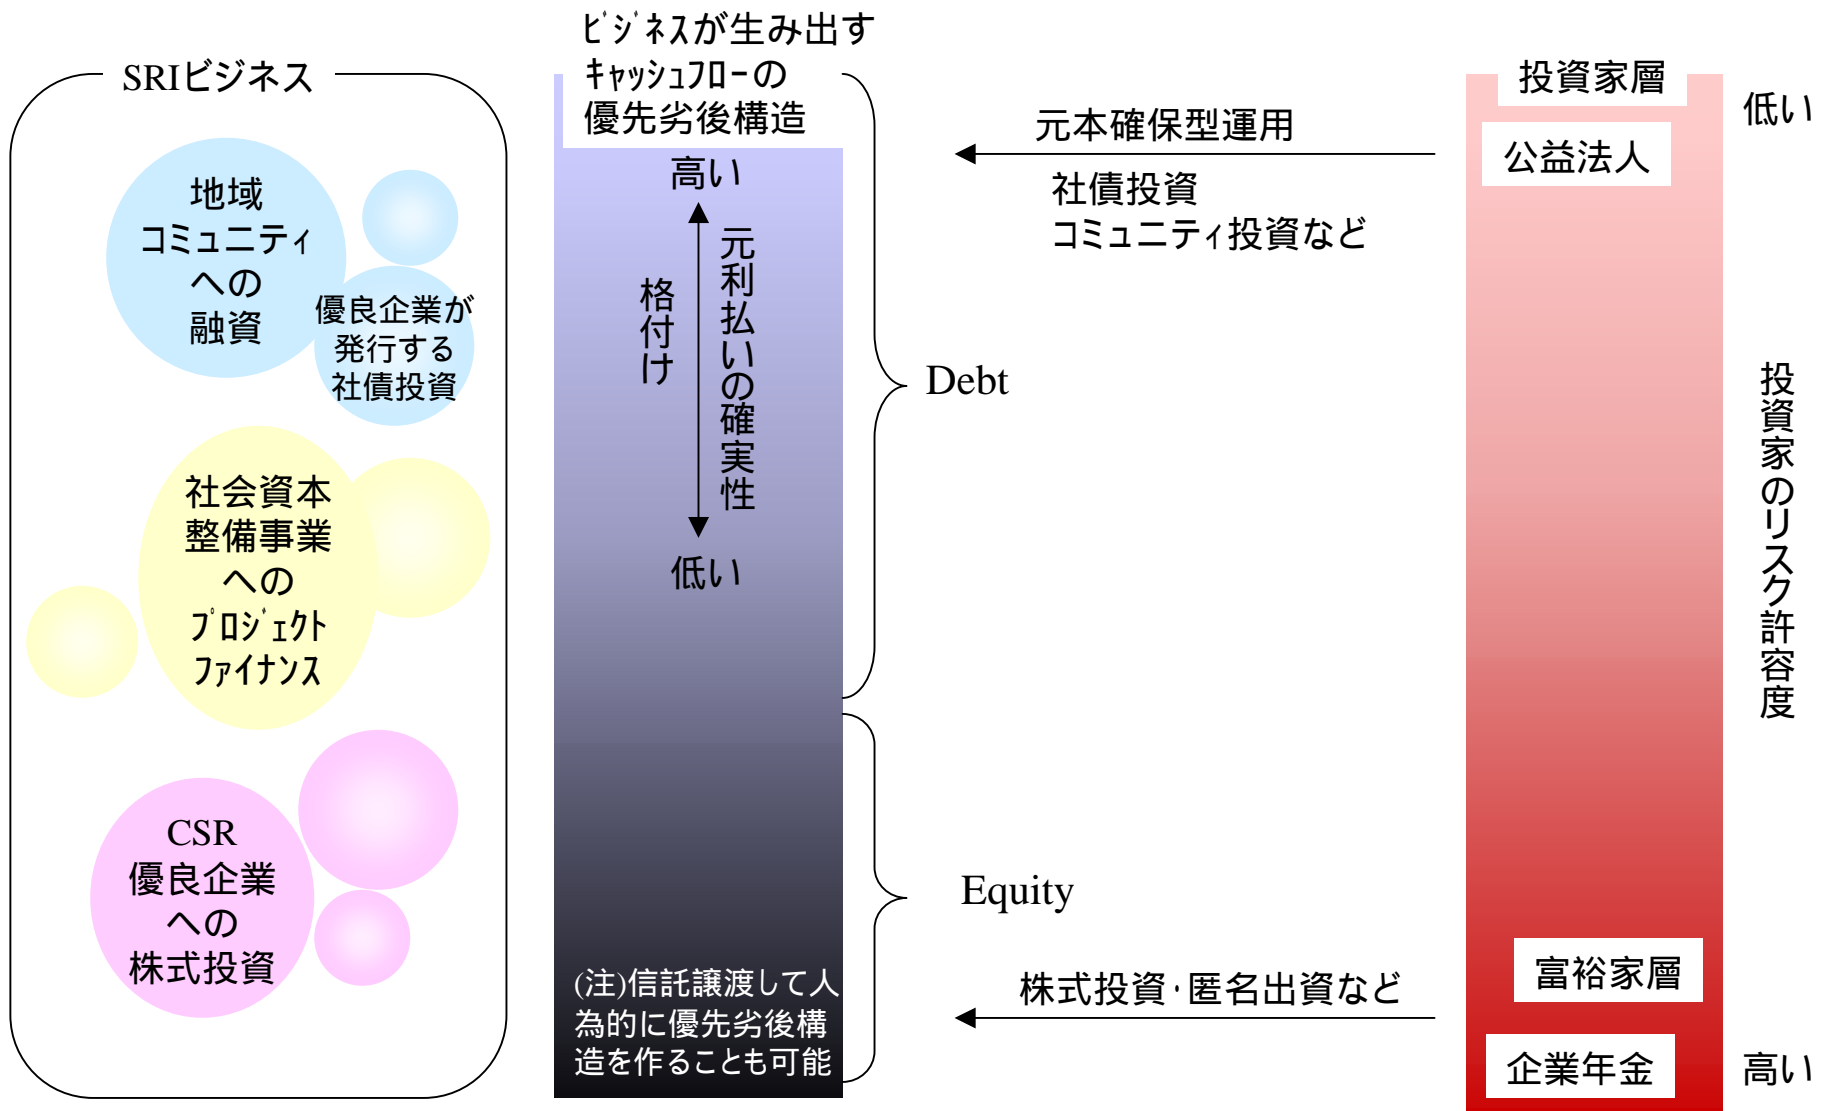 SRIビジネス
地域
コミュニティ
への
融資
優良企業が
発行する
社債投資
社会資本
整備事業
への
プロジェクト
ファイナンス
CSR
優良企業
への
株式投資
ビジネスが生み出す
キャッシュフローの
優先劣後構造
高い
格付け
元利払いの確実性
低い
(注)信託譲渡して人
為的に優先劣後構
造を作ることも可能
Debt
Equity
元本確保型運用
社債投資
コミュニティ投資など
株式投資・匿名出資など
投資家層
公益法人
富裕家層
企業年金
低い
投資家のリスク許容度
高い